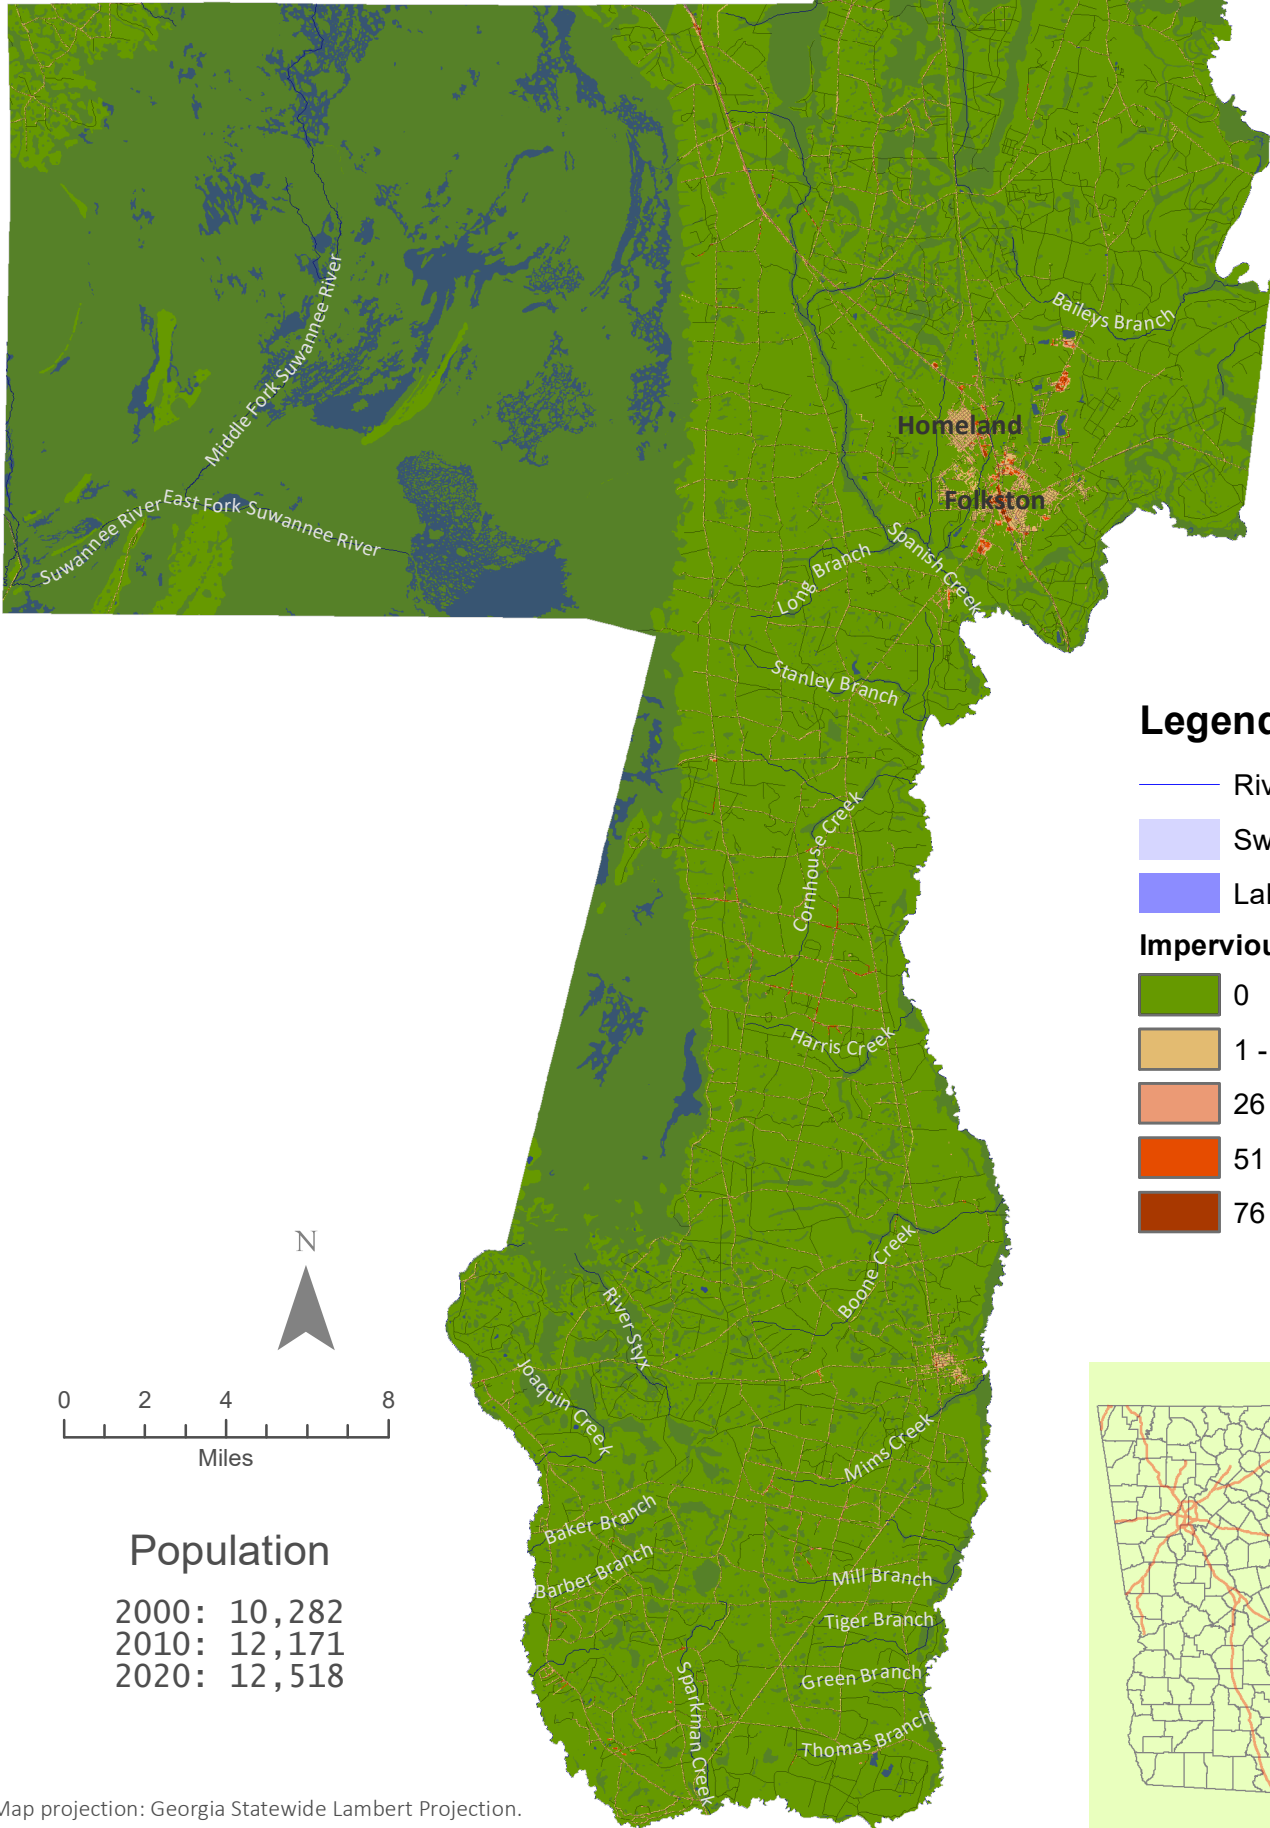 Middle Fork Suwannee River
Baileys Branch
Homeland
Folkston
Suwannee River
East Fork Suwannee River
Long Branch
Spanish Creek
Stanley Branch
Legend
Riv
Sw
Lak
Impervious
0
1 -
26
51
76
Cornhouse Creek
Harris Creek
Boone Creek
N
River Styx
Joaquin Creek
Mims Creek
0 2 4 8
Miles
Baker Branch
Barber Branch
Mill Branch
Tiger Branch
Green Branch
Thomas Branch
Sparkman Creek
Population
2000: 10,282
2010: 12,171
2020: 12,518
Map projection: Georgia Statewide Lambert Projection.